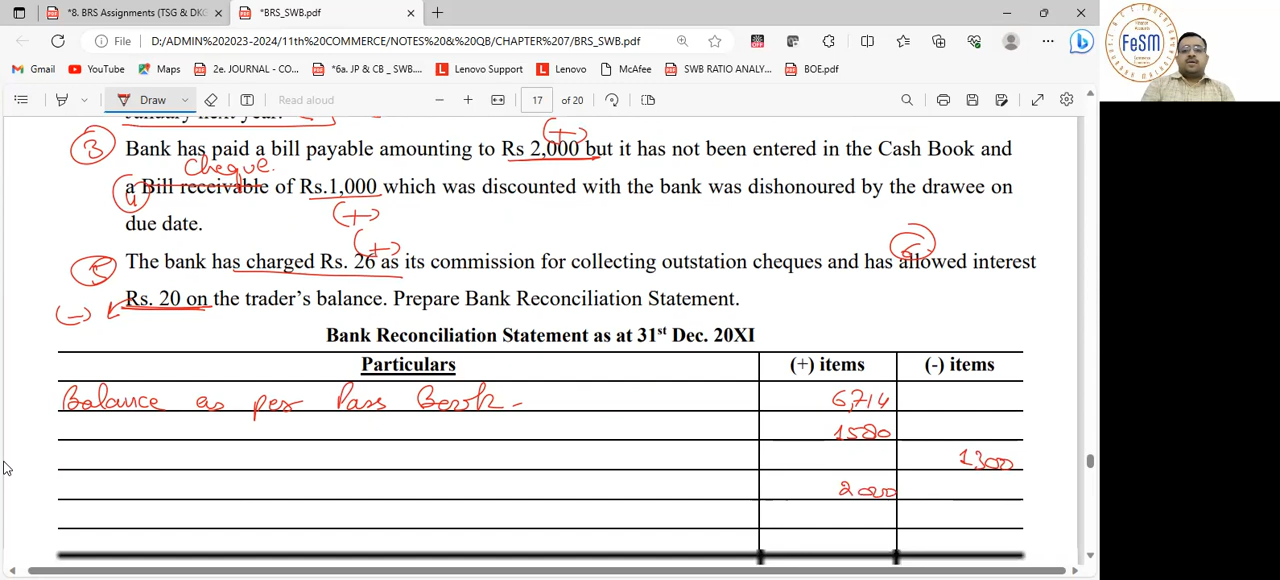 *8. BRS Assignments (TSG & DKG
*BRS_SWB.pdf
File D:/ADMIN%202023-2024/11th%20COMMERCE/NOTES%20&%20QB/CHAPTER%207/BRS_SWB.pdf
Gmail YouTube Maps 2e. JOURNAL - CO... *6a. JP & CB _ SWB.... Lenovo Support Lenovo McAfee SWB RATIO ANALY... BOE.pdf
Draw Read aloud 17 of 20
FeSM
January next year.
(+)
3 Bank has paid a bill payable amounting to Rs 2,000 but it has not been entered in the Cash Book and
cheque.
4 a Bill receivable of Rs.1,000 which was discounted with the bank was dishonoured by the drawee on
(+)
due date.
(+)
5 The bank has charged Rs. 26 as its commission for collecting outstation cheques and has allowed interest
(-) Rs. 20 on the trader's balance. Prepare Bank Reconciliation Statement.
Bank Reconciliation Statement as at 31st Dec. 20XI
Particulars (+) items (-) items
Balance as per Pass Book - 6,714
1580
1300
2000